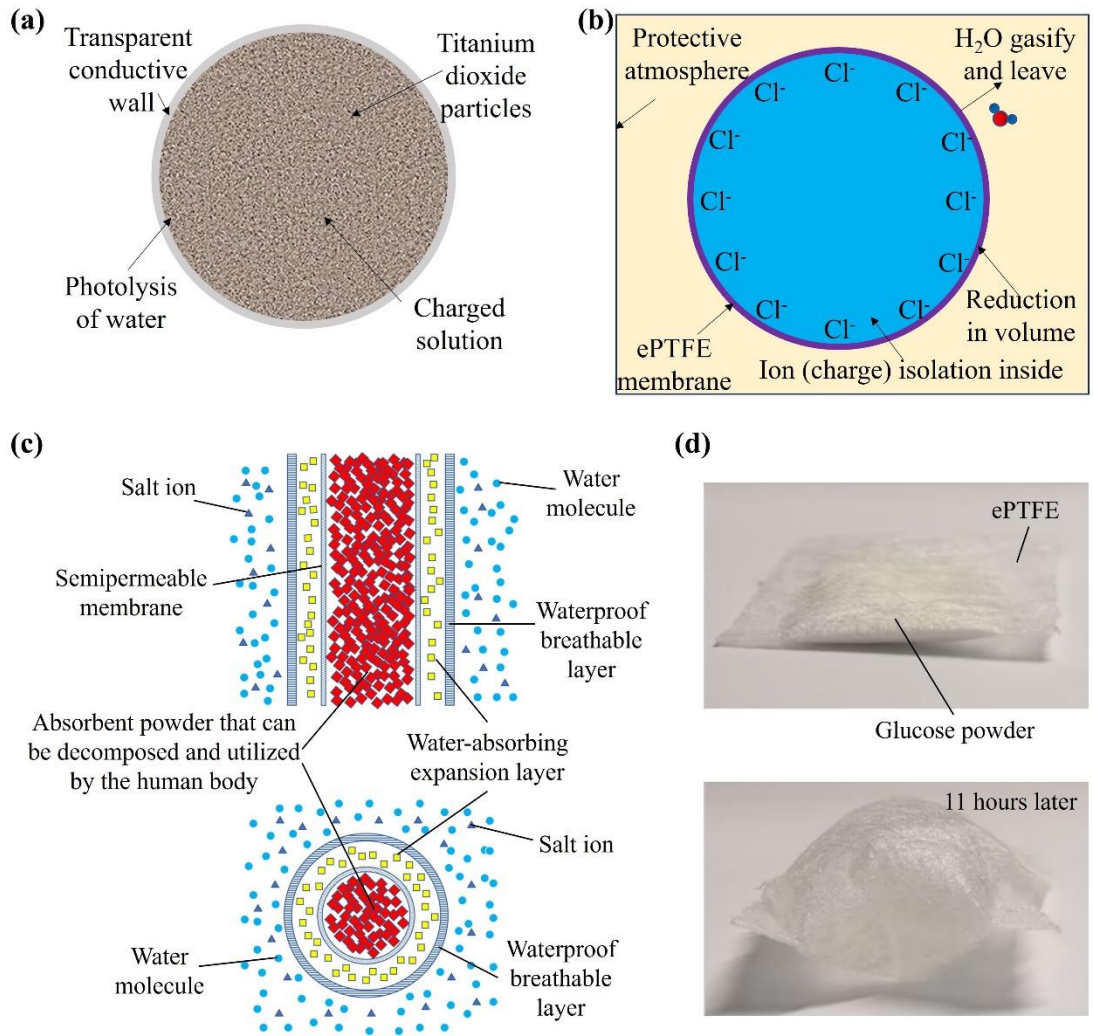 (a)
Transparent
conductive
wall
Titanium
dioxide
particles
Photolysis
of water
Charged
solution
(b)
Protective
atmosphere
H₂O gasify
and leave
Cl⁻
Cl⁻
Cl⁻
Cl⁻
Cl⁻
Cl⁻
Cl⁻
Cl⁻
Cl⁻
Cl⁻
Cl⁻
Cl⁻
ePTFE
membrane
Reduction
in volume
Ion (charge) isolation inside
(c)
Salt ion
Water
molecule
Semipermeable
membrane
Waterproof
breathable
layer
Absorbent powder that can
be decomposed and utilized
by the human body
Water-absorbing
expansion layer
Salt ion
Water
molecule
Waterproof
breathable
layer
(d)
ePTFE
Glucose powder
11 hours later